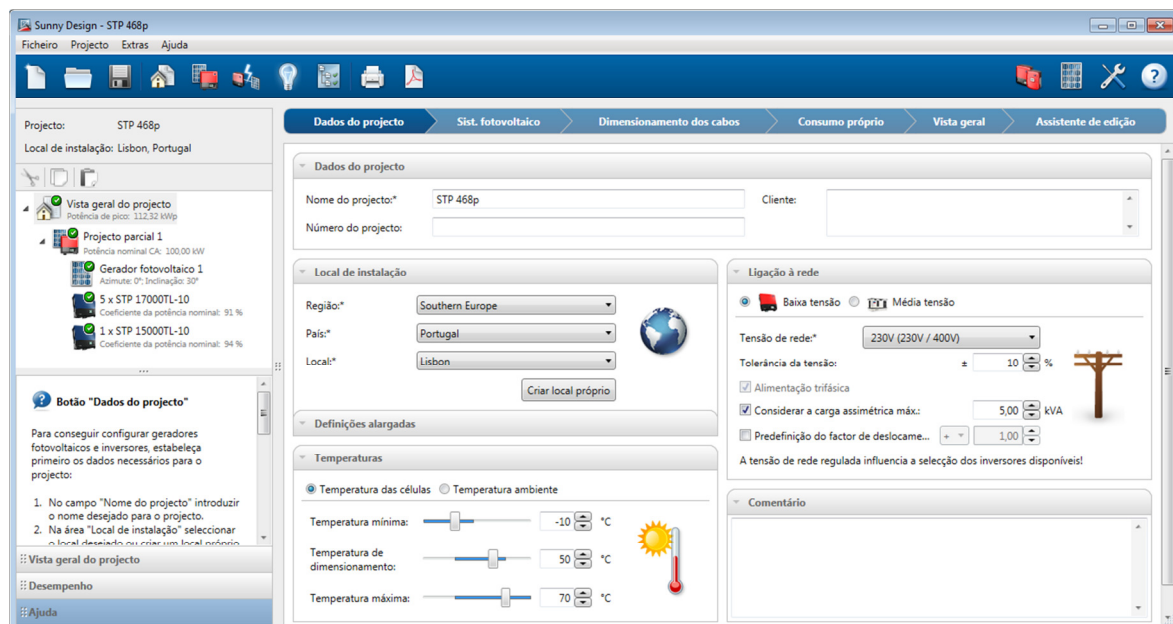 Sunny Design - STP 468p
Ficheiro Projecto Extras Ajuda
Projecto: STP 468p
Local de instalação: Lisbon, Portugal
Vista geral do projecto
Potência de pico: 112,32 kWp
Projecto parcial 1
Potência nominal CA: 100,00 kW
Gerador fotovoltaico 1
Azimute: 0°; Inclinação: 30°
5 x STP 17000TL-10
Coeficiente da potência nominal: 91 %
1 x STP 15000TL-10
Coeficiente da potência nominal: 94 %
...
Botão "Dados do projecto"
Para conseguir configurar geradores
fotovoltaicos e inversores, estabeleça
primeiro os dados necessários para o
projecto:
1. No campo "Nome do projecto" introduzir
o nome desejado para o projecto.
2. Na área "Local de instalação" seleccionar
o local desejado ou criar um local próprio
Vista geral do projecto
Desempenho
Ajuda
Dados do projecto Sist. fotovoltaico Dimensionamento dos cabos Consumo próprio Vista geral Assistente de edição
Dados do projecto
Nome do projecto:* STP 468p Cliente:
Número do projecto:
Local de instalação
Região:* Southern Europe
País:* Portugal
Local:* Lisbon
Criar local próprio
Definições alargadas
Temperaturas
Temperatura das células Temperatura ambiente
Temperatura mínima: -10 °C
Temperatura de
dimensionamento: 50 °C
Temperatura máxima: 70 °C
Ligação à rede
Baixa tensão Média tensão
Tensão de rede:* 230V (230V / 400V)
Tolerância da tensão: ± 10 %
Alimentação trifásica
Considerar a carga assimétrica máx.: 5,00 kVA
Predefinição do factor de deslocame... + 1,00
A tensão de rede regulada influencia a selecção dos inversores disponíveis!
Comentário